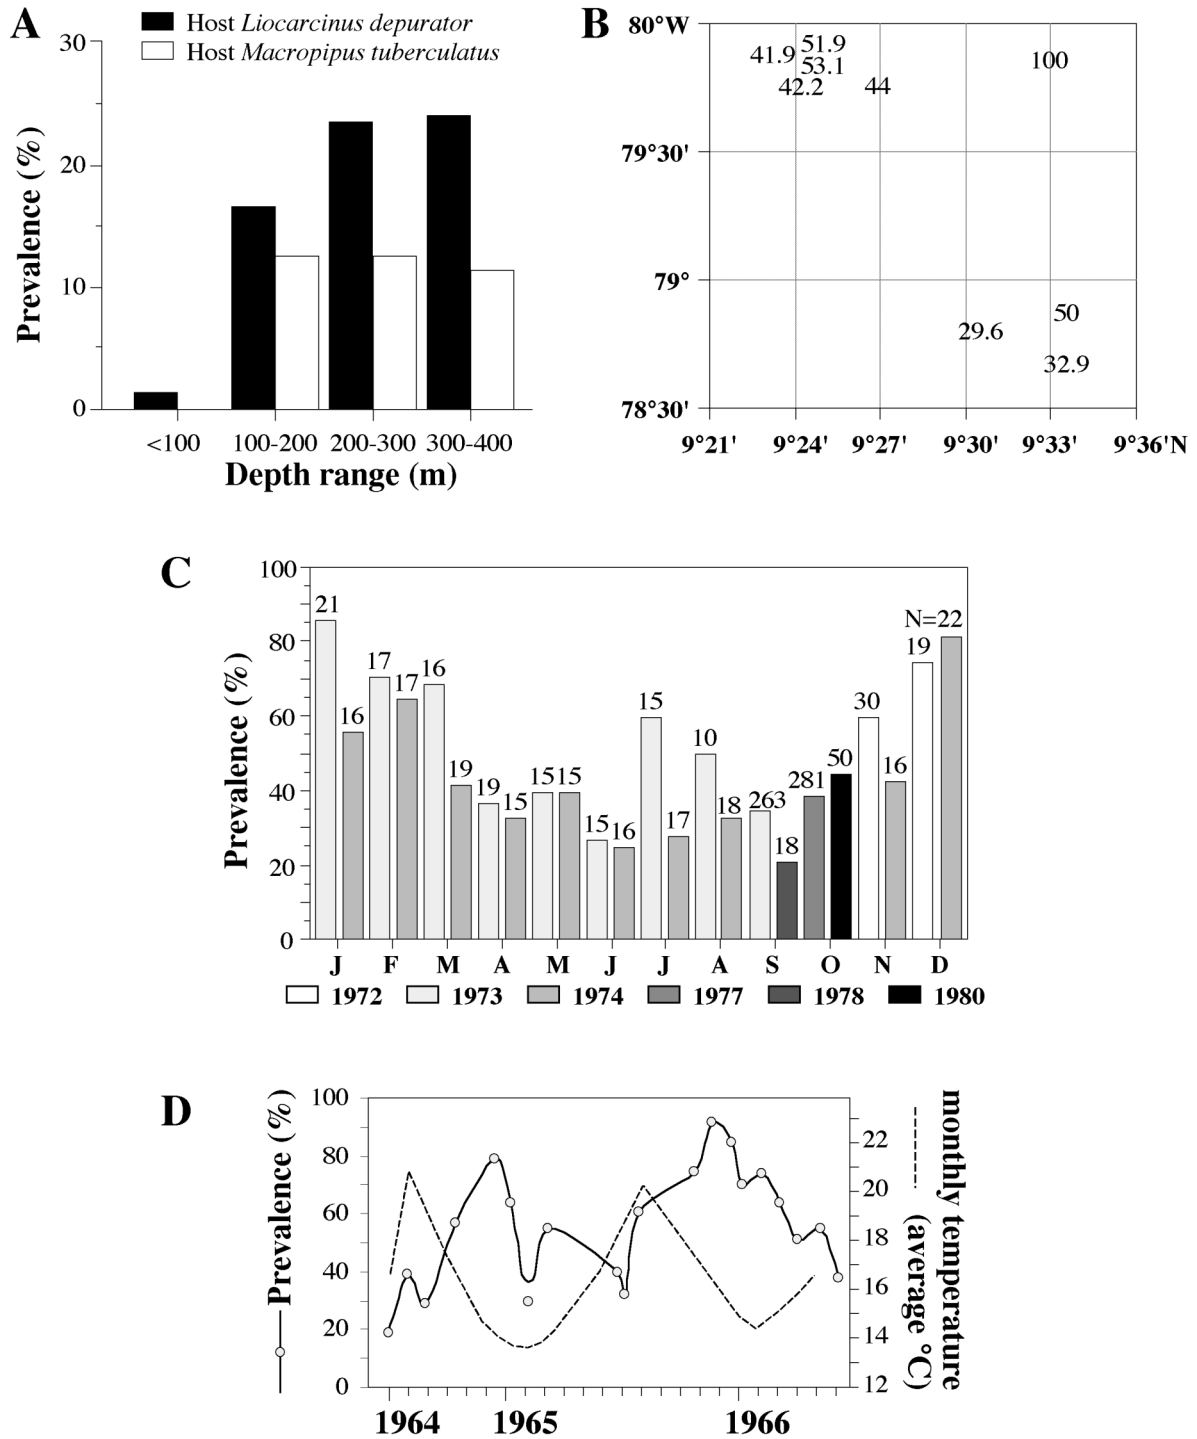 A
Host Liocarcinus depurator
Host Macropipus tuberculatus
Prevalence (%)
30
20
10
0
<100 100-200 200-300 300-400
Depth range (m)
B
80°W
79°30'
79°
78°30'
51.9
41.9
53.1
42.2
44
100
50
29.6
32.9
9°21' 9°24' 9°27' 9°30' 9°33' 9°36'N
C
Prevalence (%)
100
80
60
40
20
0
21 16 17 17 16 19 19 15 15 15 15 16 15 17 10 18 263 18 281 50 30 16 19 N=22
J F M A M J J A S O N D
1972 1973 1974 1977 1978 1980
D
Prevalence (%)
100
80
60
40
20
0
22
20
18
16
14
12
monthly temperature
(average °C)
1964 1965 1966